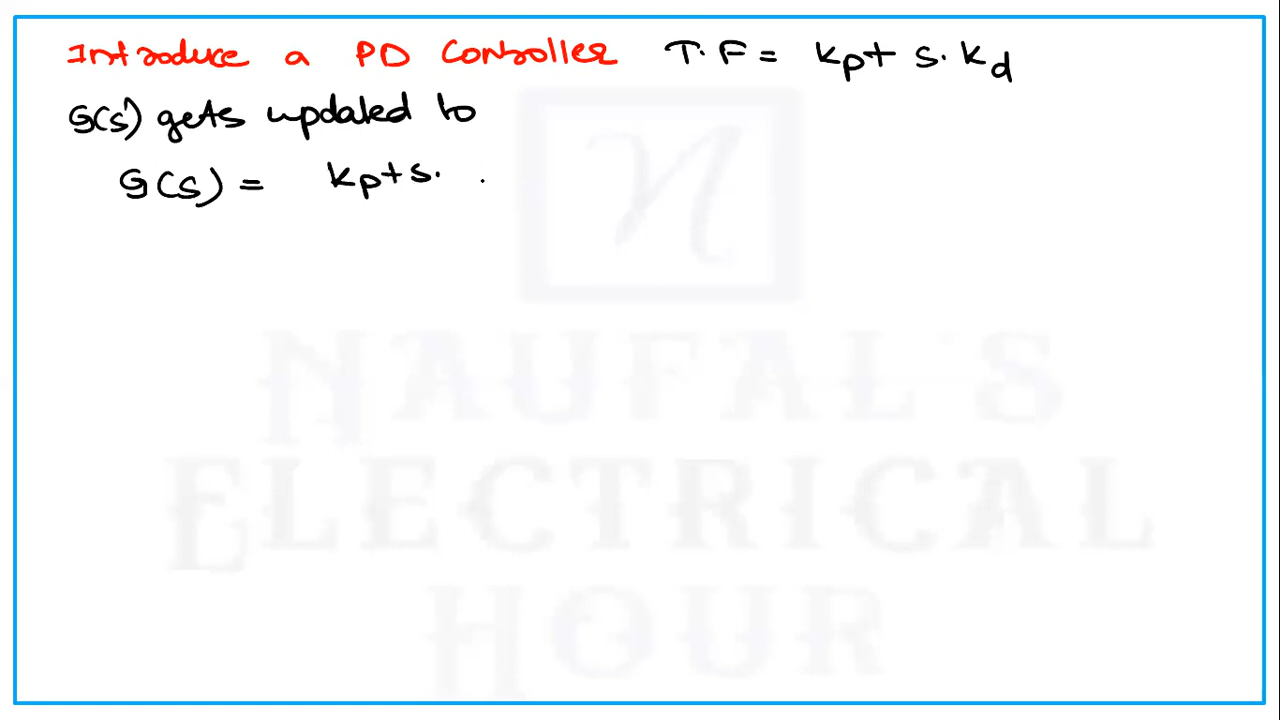 Introduce a PD Controller T.F = kp+ s.kd
G(s) gets updated to
G(s) = kp+s.
N
NAUFAL'S
ELECTRICAL
HOUR